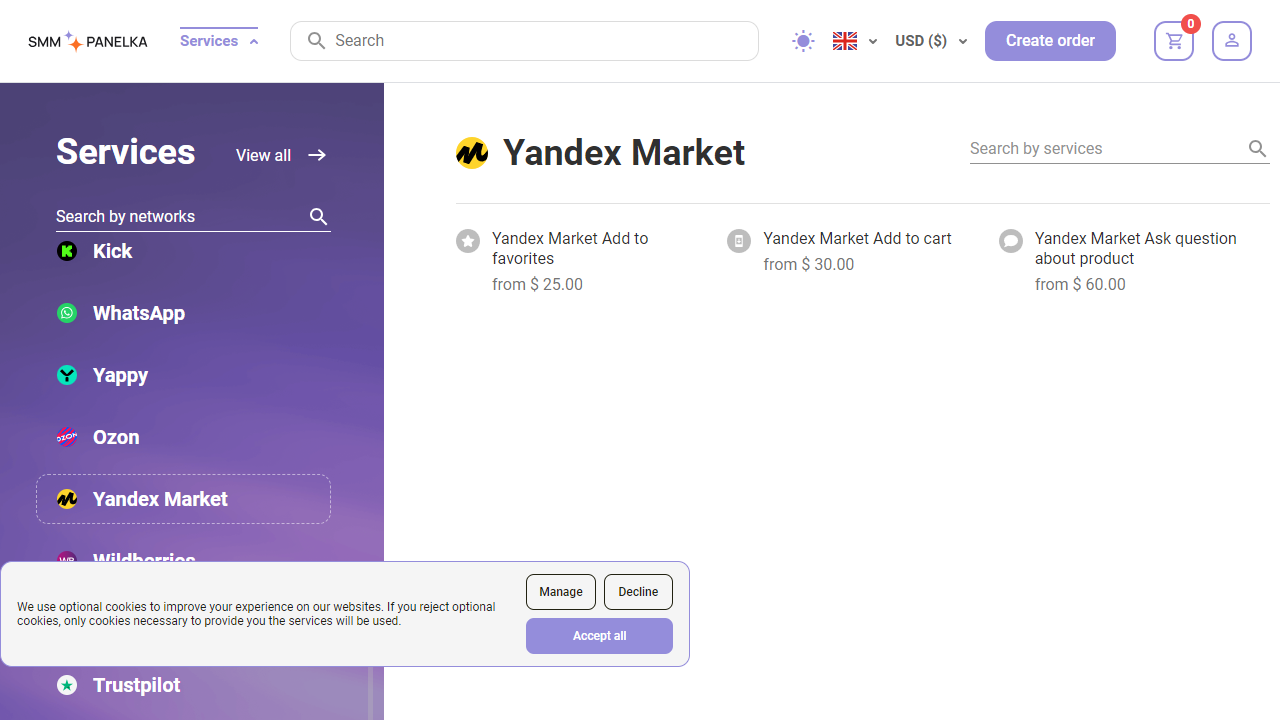 SMM PANELKA
Services
Search
USD ($)
Create order
0
Services
View all
Search by networks
Kick
WhatsApp
Yappy
OZON
Ozon
Yandex Market
WB
Wildberries
Trustpilot
Yandex Market
Search by services
Yandex Market Add to
favorites
from $ 25.00
Yandex Market Add to cart
from $ 30.00
Yandex Market Ask question
about product
from $ 60.00
We use optional cookies to improve your experience on our websites. If you reject optional
cookies, only cookies necessary to provide you the services will be used.
Manage
Decline
Accept all